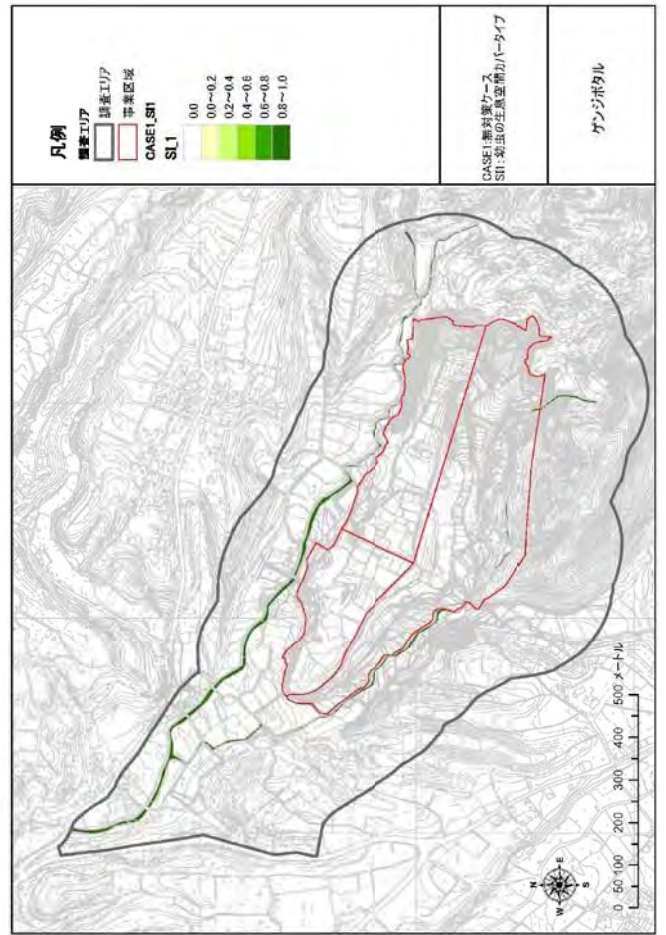 凡例
調査エリア
調査エリア
事業区域
CASE1_SI1
SI_1
0.0
0.0～0.2
0.2～0.4
0.4～0.6
0.6～0.8
0.8～1.0
CASE1:無対策ケース
SI1:幼虫の生息空間カバータイプ
ゲンジボタル
N
W
E
S
0 50 100 200 300 400 500 メートル